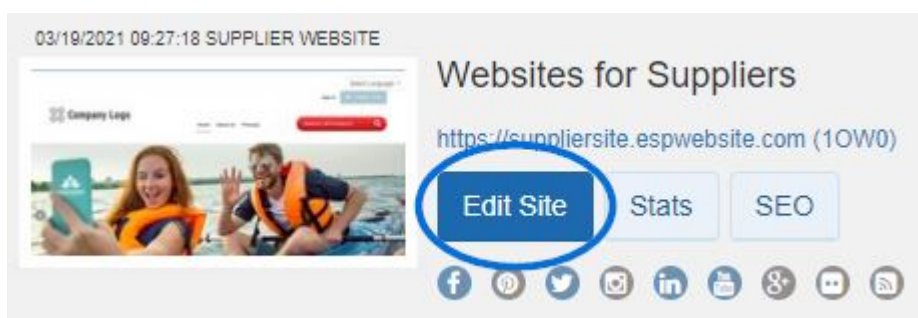 03/19/2021 09:27:18 SUPPLIER WEBSITE
Websites for Suppliers
Company Logo
https://suppliersite.espwebsite.com (1OW0)
Edit Site Stats SEO